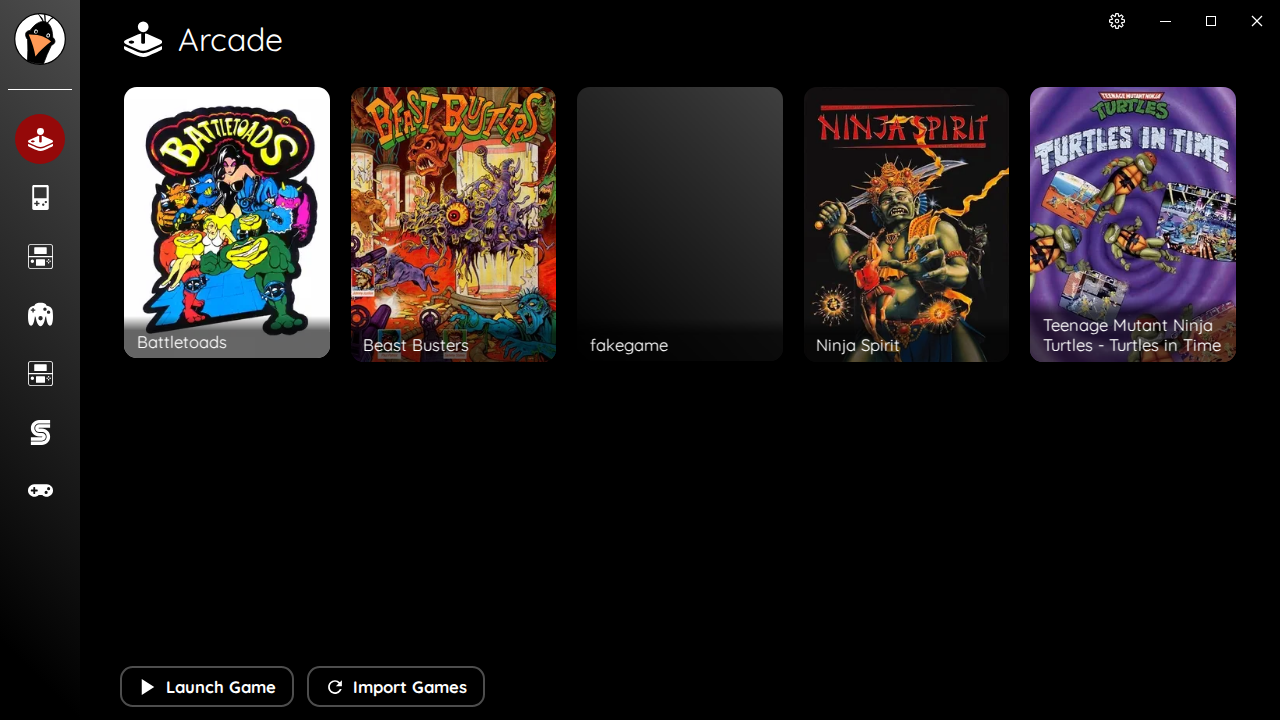 Arcade
BATTLETOADS
Battletoads
BEAST BUSTERS
Beast Busters
fakegame
NINJA SPIRIT
Ninja Spirit
TEENAGE MUTANT NINJA
TURTLES
TURTLES IN TIME
Teenage Mutant Ninja
Turtles - Turtles in Time
Launch Game
Import Games